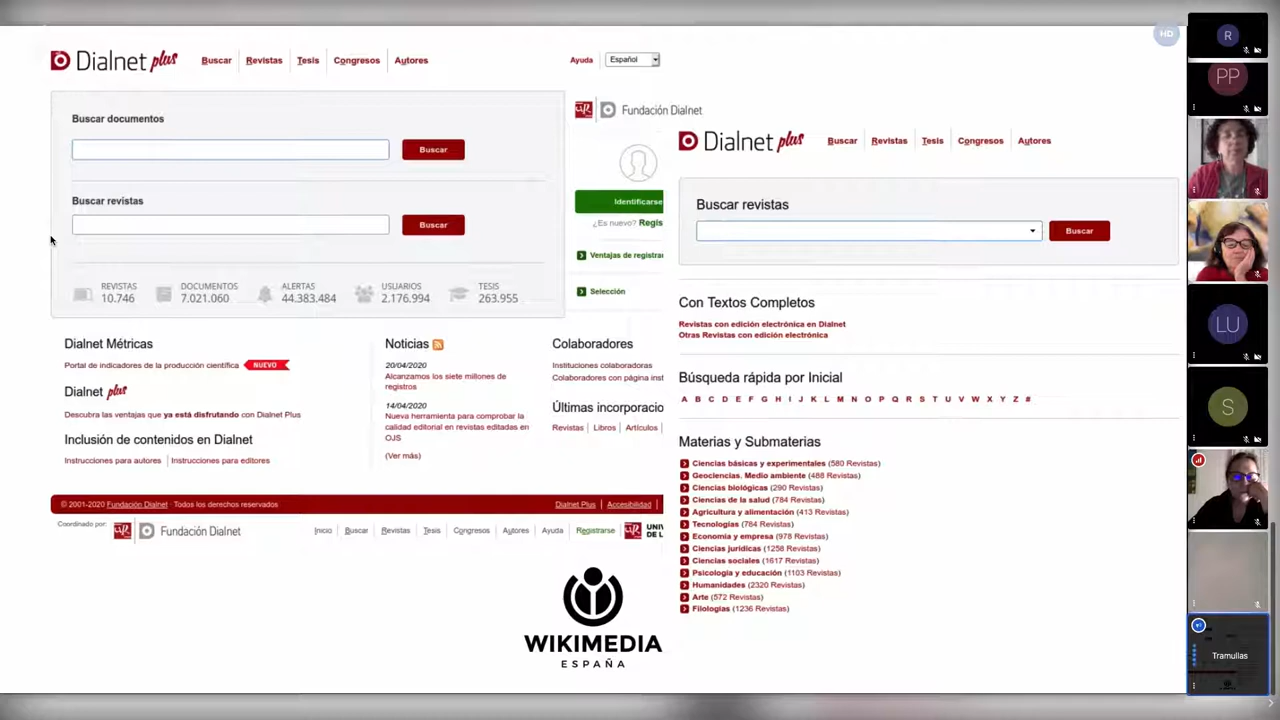 Dialnet plus
Buscar
Revistas
Tesis
Congresos
Autores
Ayuda
Español
Buscar documentos
Buscar
Buscar revistas
Buscar
REVISTAS
10.746
DOCUMENTOS
7.021.060
ALERTAS
44.383.484
USUARIOS
2.176.994
TESIS
263.955
Fundación Dialnet
Identificarse
¿Es nuevo? Regis
Ventajas de registrar
Selección
Dialnet Métricas
Portal de indicadores de la producción científica NUEVO
Dialnet plus
Descubra las ventajas que ya está disfrutando con Dialnet Plus
Inclusión de contenidos en Dialnet
Instrucciones para autores
Instrucciones para editores
Noticias
20/04/2020
Alcanzamos los siete millones de
registros
14/04/2020
Nueva herramienta para comprobar la
calidad editorial en revistas editadas en
OJS
(Ver más)
Colaboradores
Instituciones colaboradoras
Colaboradores con página inst
Últimas incorporacio
Revistas
Libros
Artículos
© 2001-2020 Fundación Dialnet · Todos los derechos reservados
Dialnet Plus
Accesibilidad
Coordinado por:
Fundación Dialnet
Inicio
Buscar
Revistas
Tesis
Congresos
Autores
Ayuda
Registrarse
UNIV
DE L
WIKIMEDIA
ESPAÑA
Dialnet plus
Buscar
Revistas
Tesis
Congresos
Autores
Buscar revistas
Buscar
Con Textos Completos
Revistas con edición electrónica en Dialnet
Otras Revistas con edición electrónica
Búsqueda rápida por Inicial
A B C D E F G H I J K L M N O P Q R S T U V W X Y Z #
Materias y Submaterias
Ciencias básicas y experimentales (580 Revistas)
Geociencias. Medio ambiente (488 Revistas)
Ciencias biológicas (290 Revistas)
Ciencias de la salud (784 Revistas)
Agricultura y alimentación (413 Revistas)
Tecnologías (784 Revistas)
Economía y empresa (978 Revistas)
Ciencias jurídicas (1258 Revistas)
Ciencias sociales (1617 Revistas)
Psicología y educación (1103 Revistas)
Humanidades (2320 Revistas)
Arte (572 Revistas)
Filologías (1236 Revistas)
HD
R
PP
LU
S
Tramullas